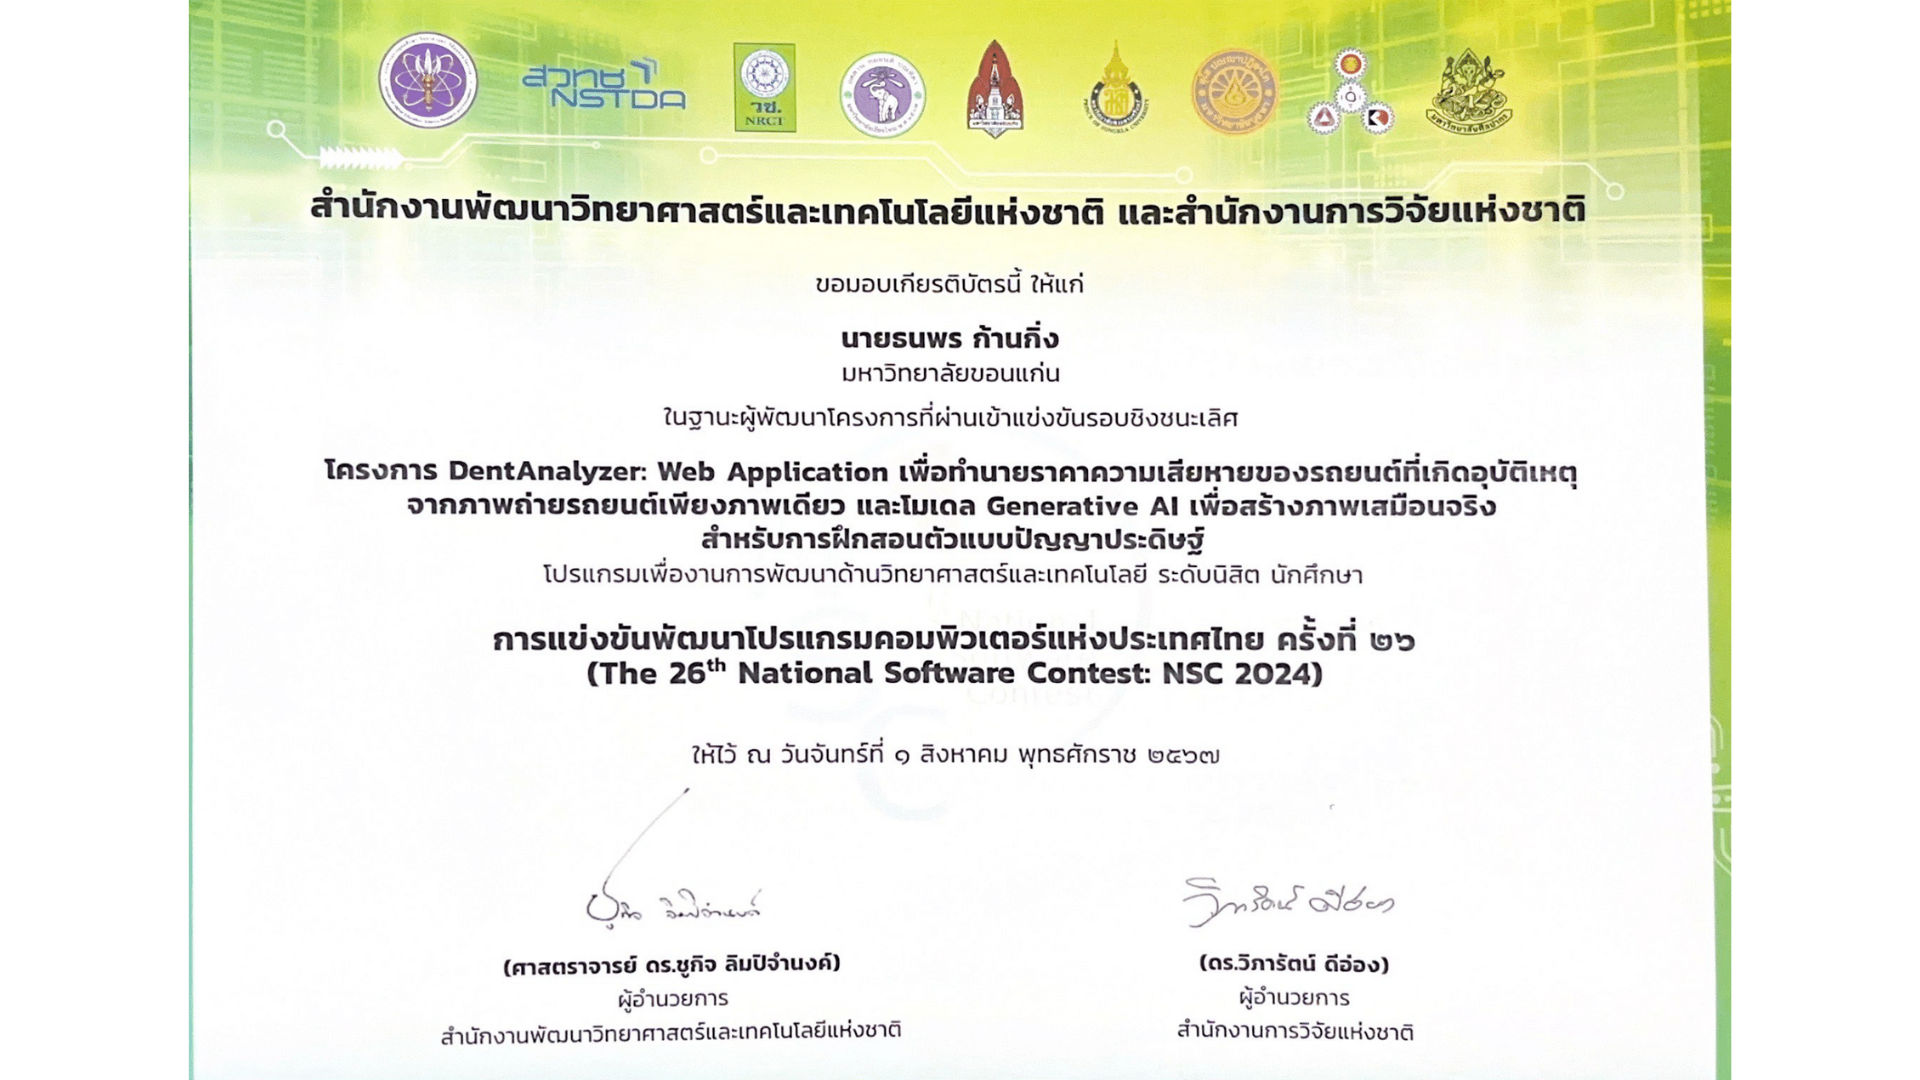 สวทช
NSTDA
วช.
NRCT
มหาวิทยาลัยขอนแก่น
PRINCE OF SONGKLA UNIVERSITY
มหาวิทยาลัยศิลปากร
สำนักงานพัฒนาวิทยาศาสตร์และเทคโนโลยีแห่งชาติ และสำนักงานการวิจัยแห่งชาติ
ขอมอบเกียรติบัตรนี้ ให้แก่
นายธนพร ก้านกิ่ง
มหาวิทยาลัยขอนแก่น
ในฐานะผู้พัฒนาโครงการที่ผ่านเข้าแข่งขันรอบชิงชนะเลิศ
โครงการ DentAnalyzer: Web Application เพื่อทำนายราคาความเสียหายของรถยนต์ที่เกิดอุบัติเหตุ
จากภาพถ่ายรถยนต์เพียงภาพเดียว และโมเดล Generative AI เพื่อสร้างภาพเสมือนจริง
สำหรับการฝึกสอนตัวแบบปัญญาประดิษฐ์
โปรแกรมเพื่องานการพัฒนาด้านวิทยาศาสตร์และเทคโนโลยี ระดับนิสิต นักศึกษา
การแข่งขันพัฒนาโปรแกรมคอมพิวเตอร์แห่งประเทศไทย ครั้งที่ ๒๖
(The 26th National Software Contest: NSC 2024)
ให้ไว้ ณ วันจันทร์ที่ ๑ สิงหาคม พุทธศักราช ๒๕๖๗
(ศาสตราจารย์ ดร.ชูกิจ ลิมปิจำนงค์)
ผู้อำนวยการ
สำนักงานพัฒนาวิทยาศาสตร์และเทคโนโลยีแห่งชาติ
(ดร.วิภารัตน์ ดีอ่อง)
ผู้อำนวยการ
สำนักงานการวิจัยแห่งชาติ